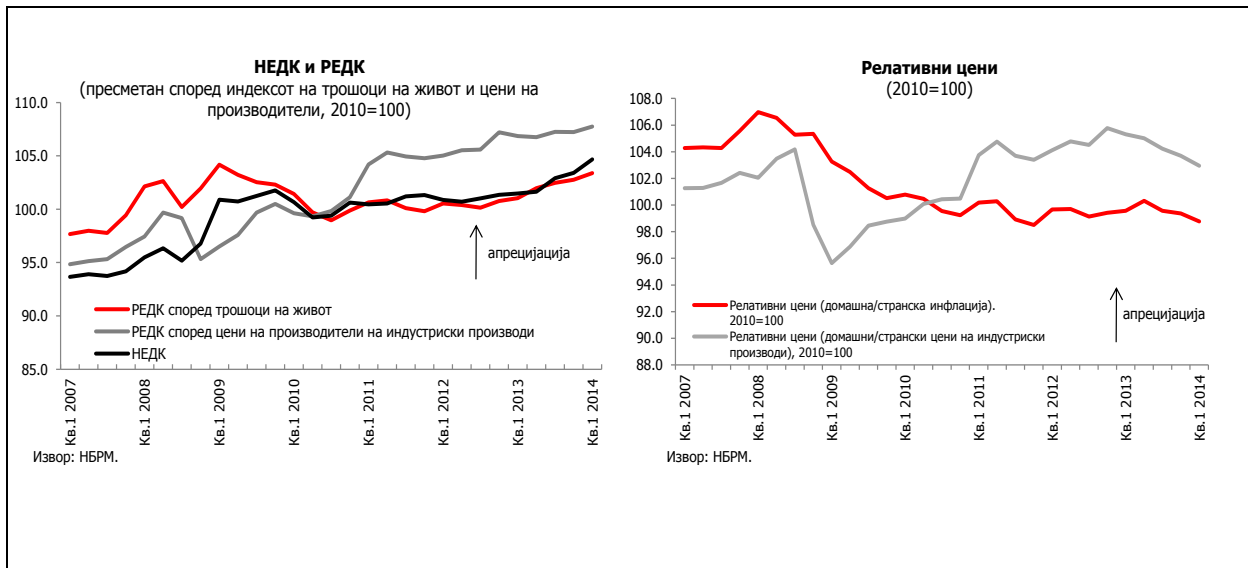 НЕДК и РЕДК
(пресметан според индексот на трошоци на живот и цени на
производители, 2010=100)
110.0
105.0
100.0
95.0
90.0
85.0
апрецијација
РЕДК според трошоци на живот
РЕДК според цени на производители на индустриски производи
НЕДК
Кв.1 2007
Кв.1 2008
Кв.1 2009
Кв.1 2010
Кв.1 2011
Кв.1 2012
Кв.1 2013
Кв.1 2014
Извор: НБРМ.
Релативни цени
(2010=100)
108.0
106.0
104.0
102.0
100.0
98.0
96.0
94.0
92.0
90.0
88.0
Релативни цени (домашна/странска инфлација).
2010=100
Релативни цени (домашни/странски цени на индустриски
производи), 2010=100
апрецијација
Кв.1 2007
Кв.1 2008
Кв.1 2009
Кв.1 2010
Кв.1 2011
Кв.1 2012
Кв.1 2013
Кв.1 2014
Извор: НБРМ.